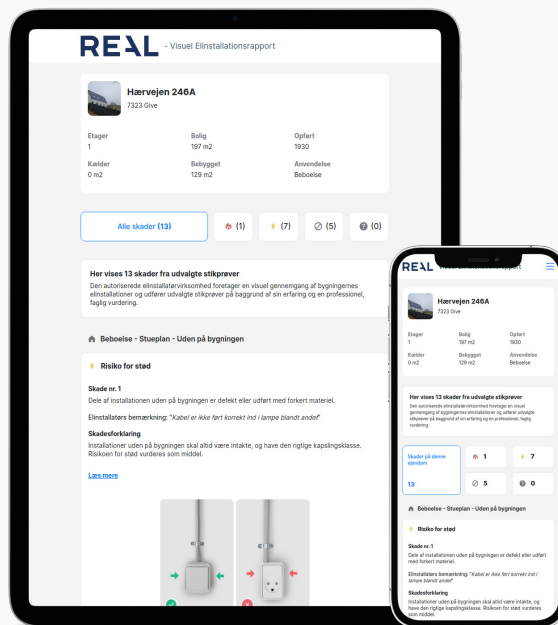 REAL - Visuel Elinstallationsrapport
Hærvejen 246A
7323 Give
Etager Bolig Opført
1 197 m2 1930
Kælder Bebygget Anvendelse
0 m2 129 m2 Beboelse
Alle skader (13) (1) (7) (5) (0)
Her vises 13 skader fra udvalgte stikprøver
Den autoriserede elinstallatørvirksomhed foretager en visuel gennemgang af bygningernes
elinstallationer og udfører udvalgte stikprøver på baggrund af sin erfaring og en professionel,
faglig vurdering.
Beboelse - Stueplan - Uden på bygningen
Risiko for stød
Skade nr. 1
Dele af installationen uden på bygningen er defekt eller udført med forkert materiel.
Elinstallatørs bemærkning: "Kabel er ikke ført korrekt ind i lampe blandt andet"
Skadesforklaring
Installationer uden på bygningen skal altid være intakte, og have den rigtige kapslingsklasse.
Risikoen for stød vurderes som middel.
Læs mere
REAL
Hærvejen 246A
7323 Give
Etager Bolig Opført
1 197 m2 1930
Kælder Bebygget Anvendelse
0 m2 129 m2 Beboelse
Her vises 13 skader fra udvalgte stikprøver
Den autoriserede elinstallatørvirksomhed foretager en visuel
gennemgang af bygningernes elinstallationer og udfører udvalgte
stikprøver på baggrund af sin erfaring og en professionel, faglig
vurdering.
Skader på denne
ejendom
13
1 7
5 0
Beboelse - Stueplan - Uden på bygningen
Risiko for stød
Skade nr. 1
Dele af installationen uden på bygningen er defekt eller udført
med forkert materiel.
Elinstallatørs bemærkning: "Kabel er ikke ført korrekt ind i
lampe blandt andet"
Skadesforklaring
Installationer uden på bygningen skal altid være intakte, og
have den rigtige kapslingsklasse. Risikoen for stød vurderes
som middel.